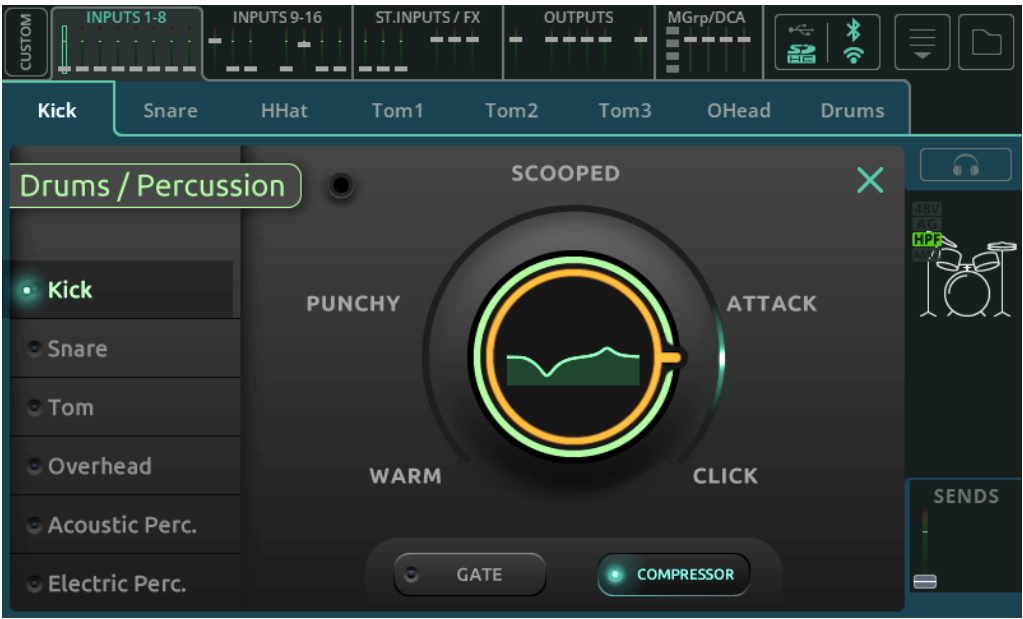 CUSTOM
INPUTS 1-8
INPUTS 9-16
ST.INPUTS / FX
OUTPUTS
MGrp/DCA
SD
HC
Kick
Snare
HHat
Tom1
Tom2
Tom3
OHead
Drums
Drums / Percussion
SCOOPED
PUNCHY
ATTACK
WARM
CLICK
Kick
Snare
Tom
Overhead
Acoustic Perc.
Electric Perc.
GATE
COMPRESSOR
48V
AG
HPF
SENDS